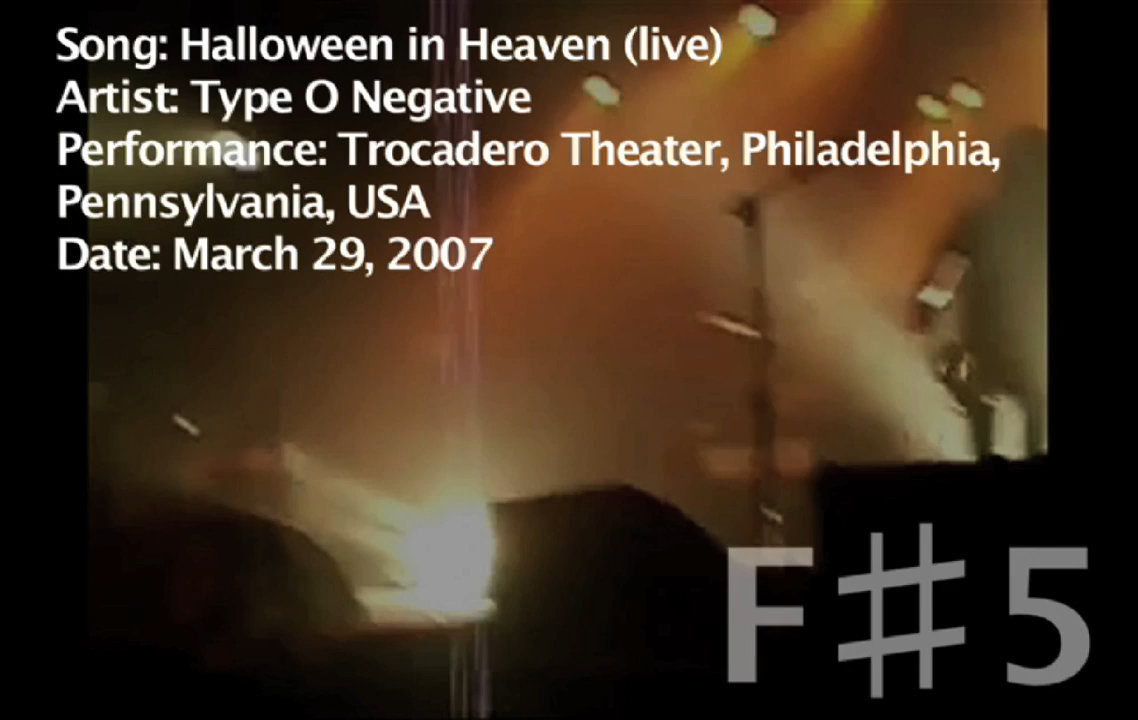 Song: Halloween in Heaven (live)
Artist: Type O Negative
Performance: Trocadero Theater, Philadelphia,
Pennsylvania, USA
Date: March 29, 2007
F♯5